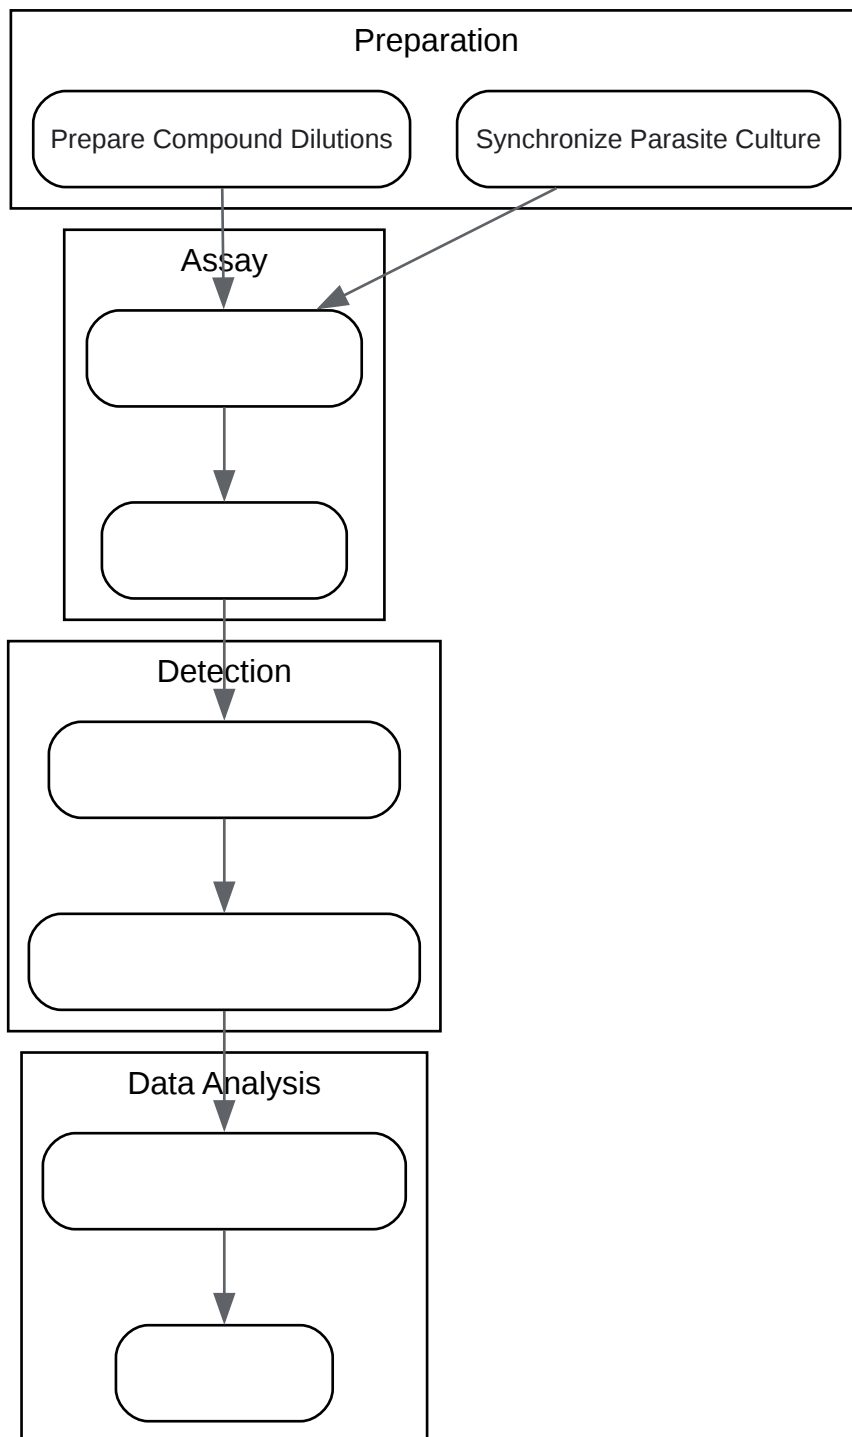 Preparation
Prepare Compound Dilutions
Synchronize Parasite Culture
Assay
Detection
Data Analysis